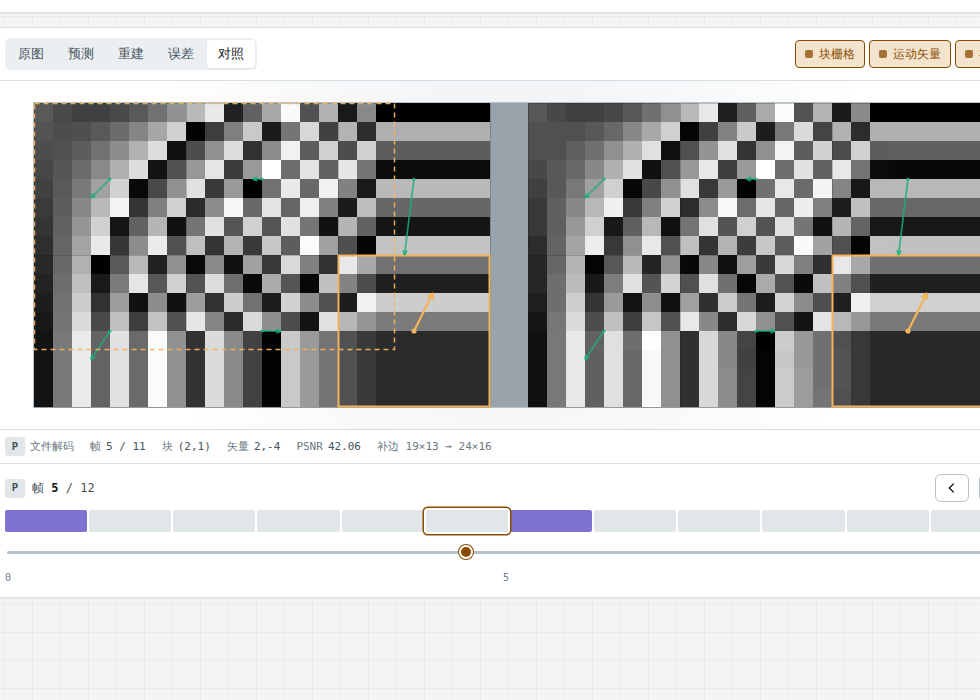 原图 预测 重建 误差 对照 块栅格 运动矢量
P 文件解码 帧 5 / 11 块 (2,1) 矢量 2,-4 PSNR 42.06 补边 19×13 → 24×16
P 帧 5 / 12
0 5